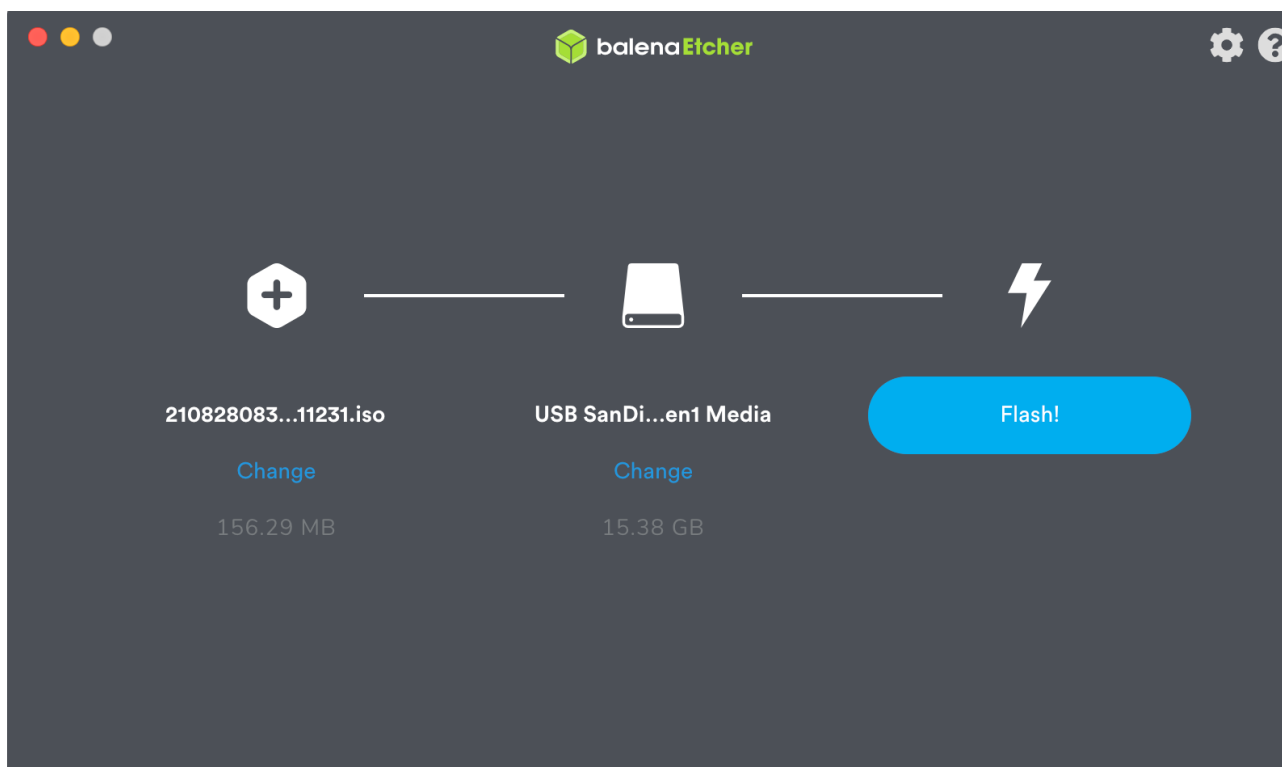 balenaEtcher
210828083...11231.iso
USB SanDi...en1 Media
Flash!
Change
Change
156.29 MB
15.38 GB